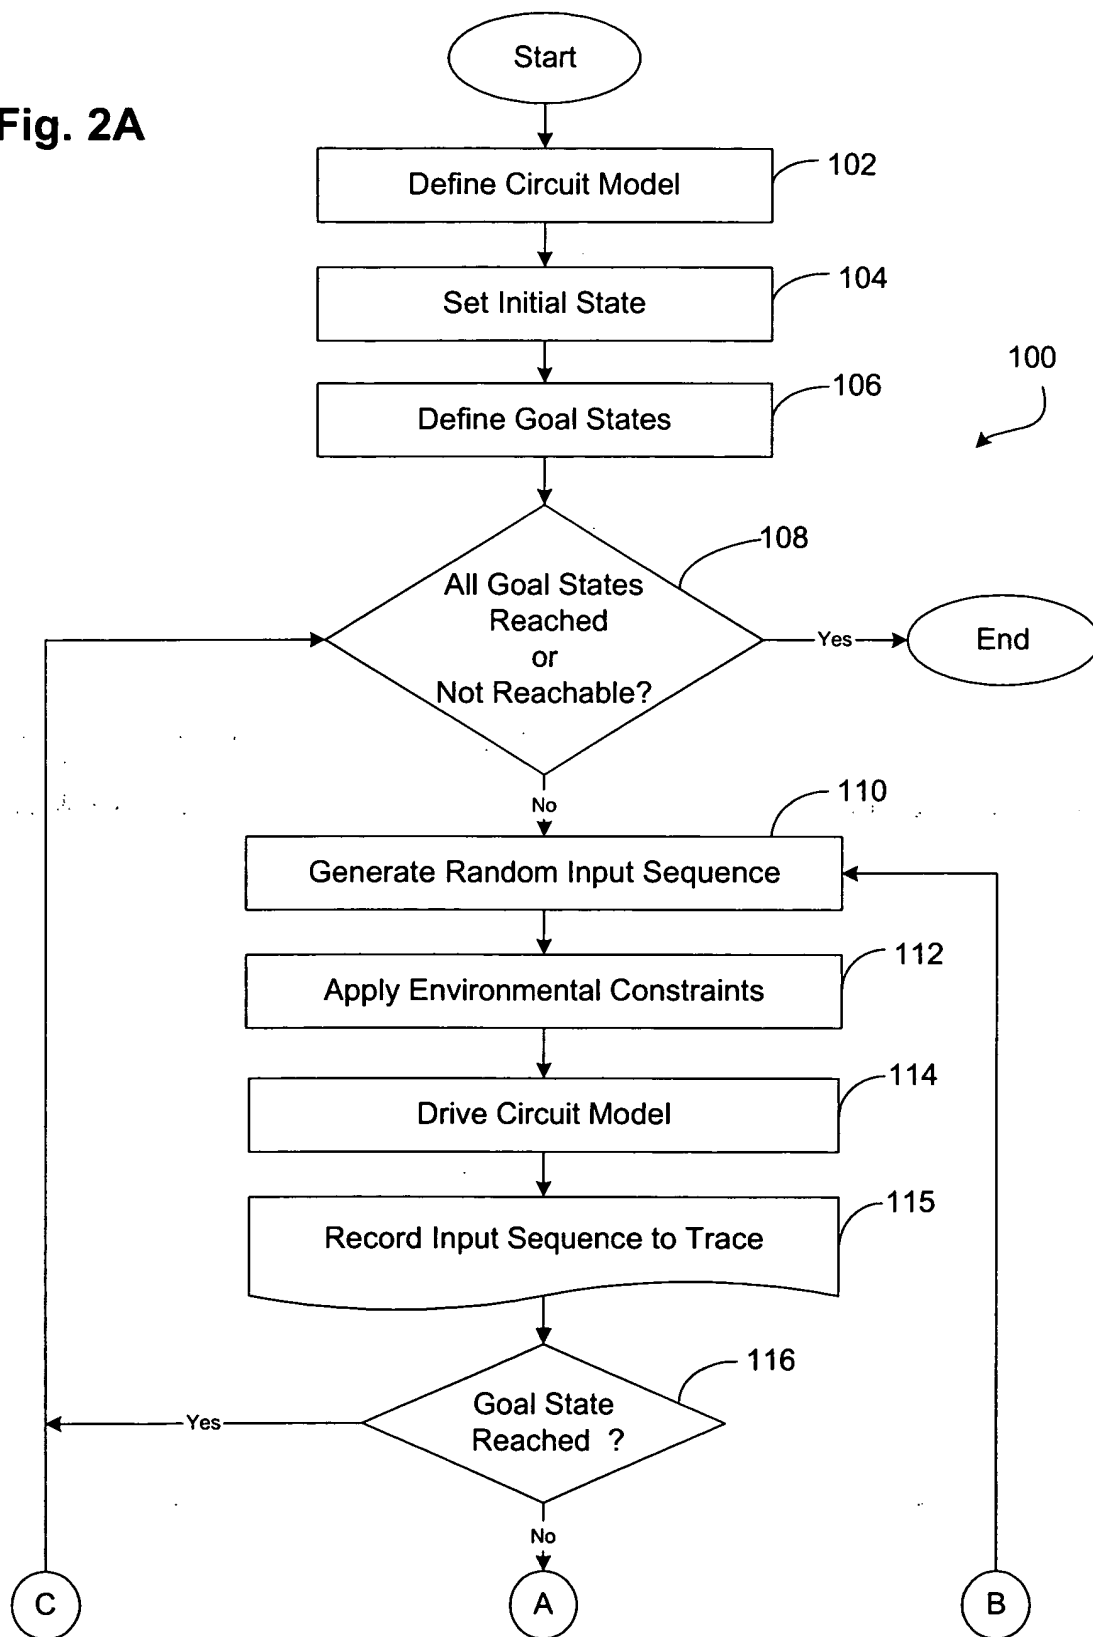 Start
Fig. 2A
102
Define Circuit Model
104
Set Initial State
100
106
Define Goal States
108
All Goal States
Reached
or
Not Reachable?
Yes
End
No
110
Generate Random Input Sequence
112
Apply Environmental Constraints
114
Drive Circuit Model
115
Record Input Sequence to Trace
116
Goal State
Reached ?
Yes
No
C
A
B